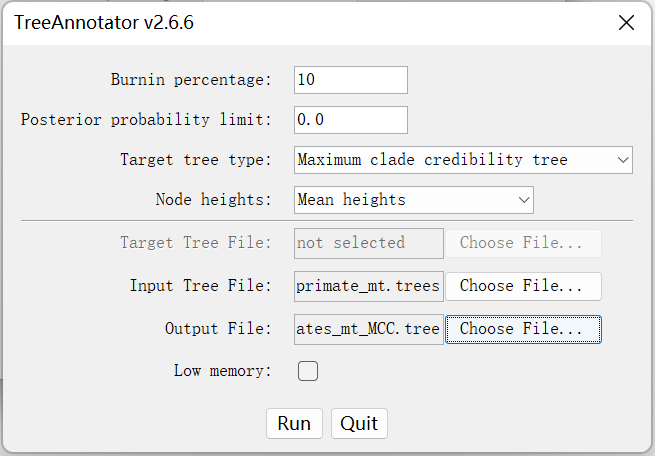 TreeAnnotator v2.6.6
Burnin percentage: 10
Posterior probability limit: 0.0
Target tree type: Maximum clade credibility tree
Node heights: Mean heights
Target Tree File: not selected Choose File...
Input Tree File: primate_mt.trees Choose File...
Output File: ates_mt_MCC.tree Choose File...
Low memory:
Run Quit